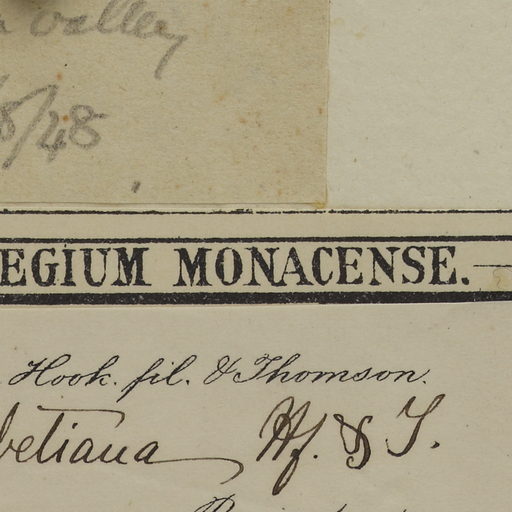 valley
/8/48
EGIUM MONACENSE.
Hook. fil. & Thomson.
betiana Hf. & T.